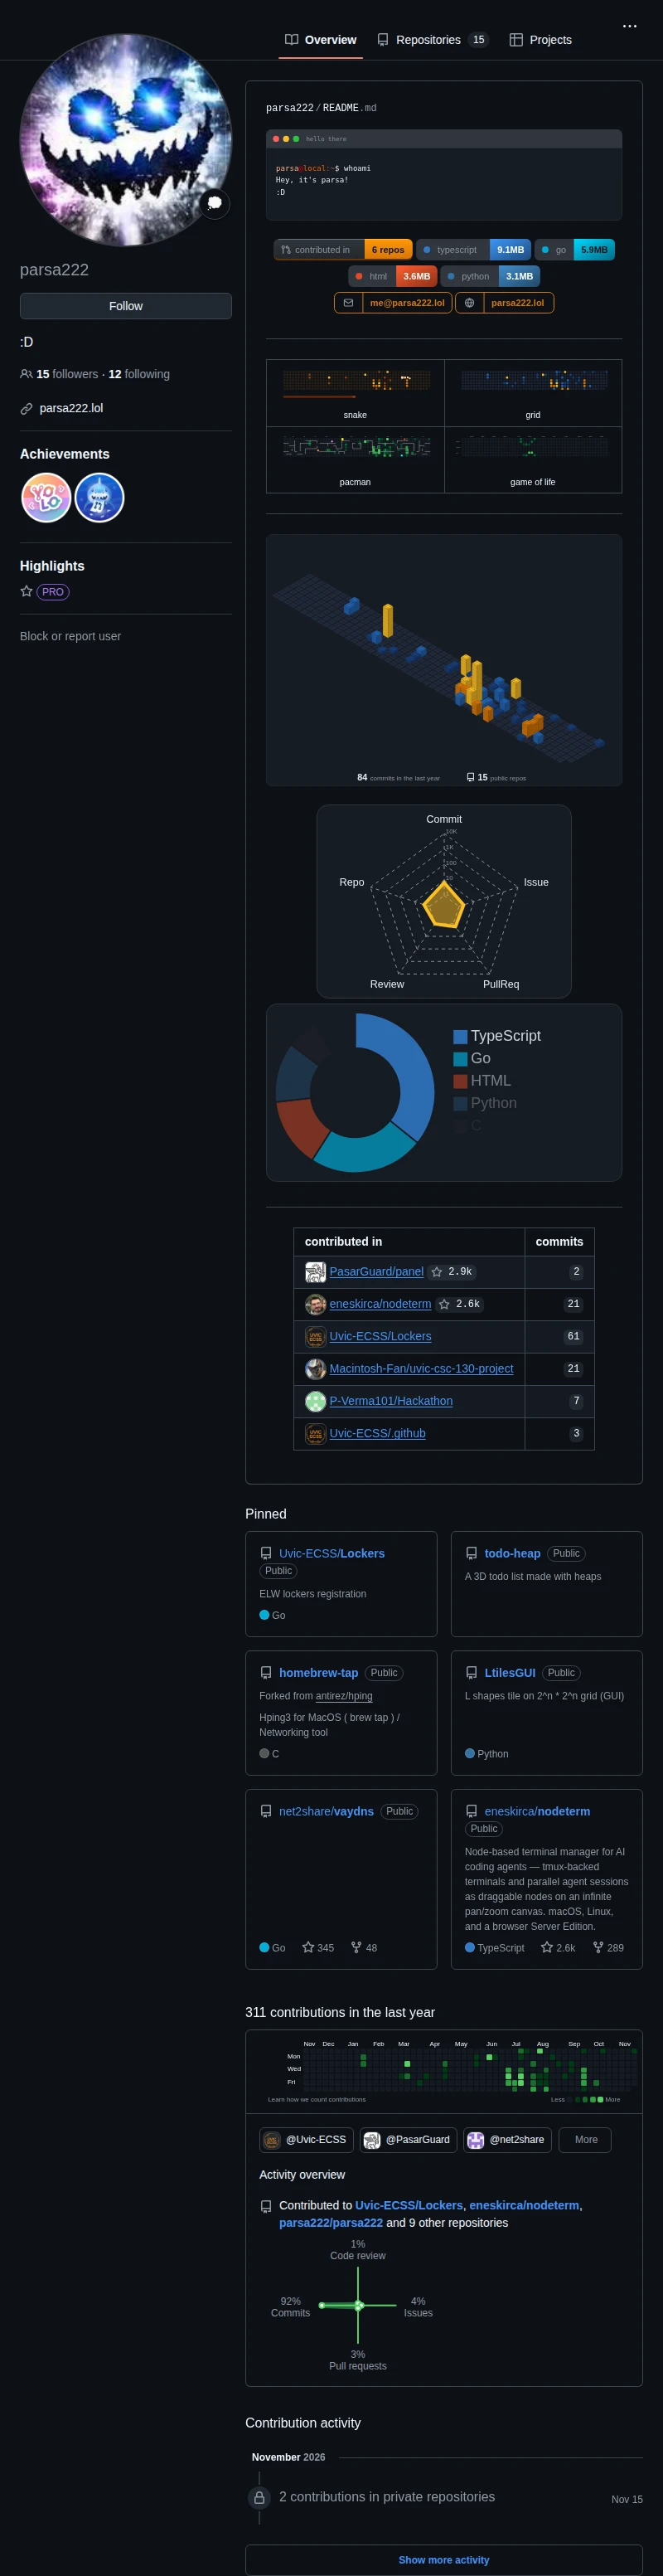 Overview
Repositories 15
Projects
parsa222
Follow
:D
15 followers · 12 following
parsa222.lol
Achievements
Highlights
PRO
Block or report user
parsa222/README.md
hello there
parsa@local:~$ whoami
Hey, it's parsa!
:D
contributed in 6 repos
typescript 9.1MB
go 5.9MB
html 3.6MB
python 3.1MB
me@parsa222.lol
parsa222.lol
snake
grid
pacman
game of life
84 commits in the last year
15 public repos
Commit
10K
1K
100
10
Repo
Issue
Review
PullReq
TypeScript
Go
HTML
Python
C
contributed in commits
PasarGuard/panel 2.9k 2
eneskirca/nodeterm 2.6k 21
Uvic-ECSS/Lockers 61
Macintosh-Fan/uvic-csc-130-project 21
P-Verma101/Hackathon 7
Uvic-ECSS/.github 3
Pinned
Uvic-ECSS/Lockers
Public
ELW lockers registration
Go
todo-heap Public
A 3D todo list made with heaps
homebrew-tap Public
Forked from antirez/hping
Hping3 for MacOS ( brew tap ) /
Networking tool
C
LtilesGUI Public
L shapes tile on 2^n * 2^n grid (GUI)
Python
net2share/vaydns Public
Go 345 48
eneskirca/nodeterm
Public
Node-based terminal manager for AI
coding agents — tmux-backed
terminals and parallel agent sessions
as draggable nodes on an infinite
pan/zoom canvas. macOS, Linux,
and a browser Server Edition.
TypeScript 2.6k 289
311 contributions in the last year
Nov Dec Jan Feb Mar Apr May Jun Jul Aug Sep Oct Nov
Mon
Wed
Fri
Learn how we count contributions
Less More
@Uvic-ECSS
@PasarGuard
@net2share
More
Activity overview
Contributed to Uvic-ECSS/Lockers, eneskirca/nodeterm,
parsa222/parsa222 and 9 other repositories
1%
Code review
92%
Commits
4%
Issues
3%
Pull requests
Contribution activity
November 2026
2 contributions in private repositories
Nov 15
Show more activity